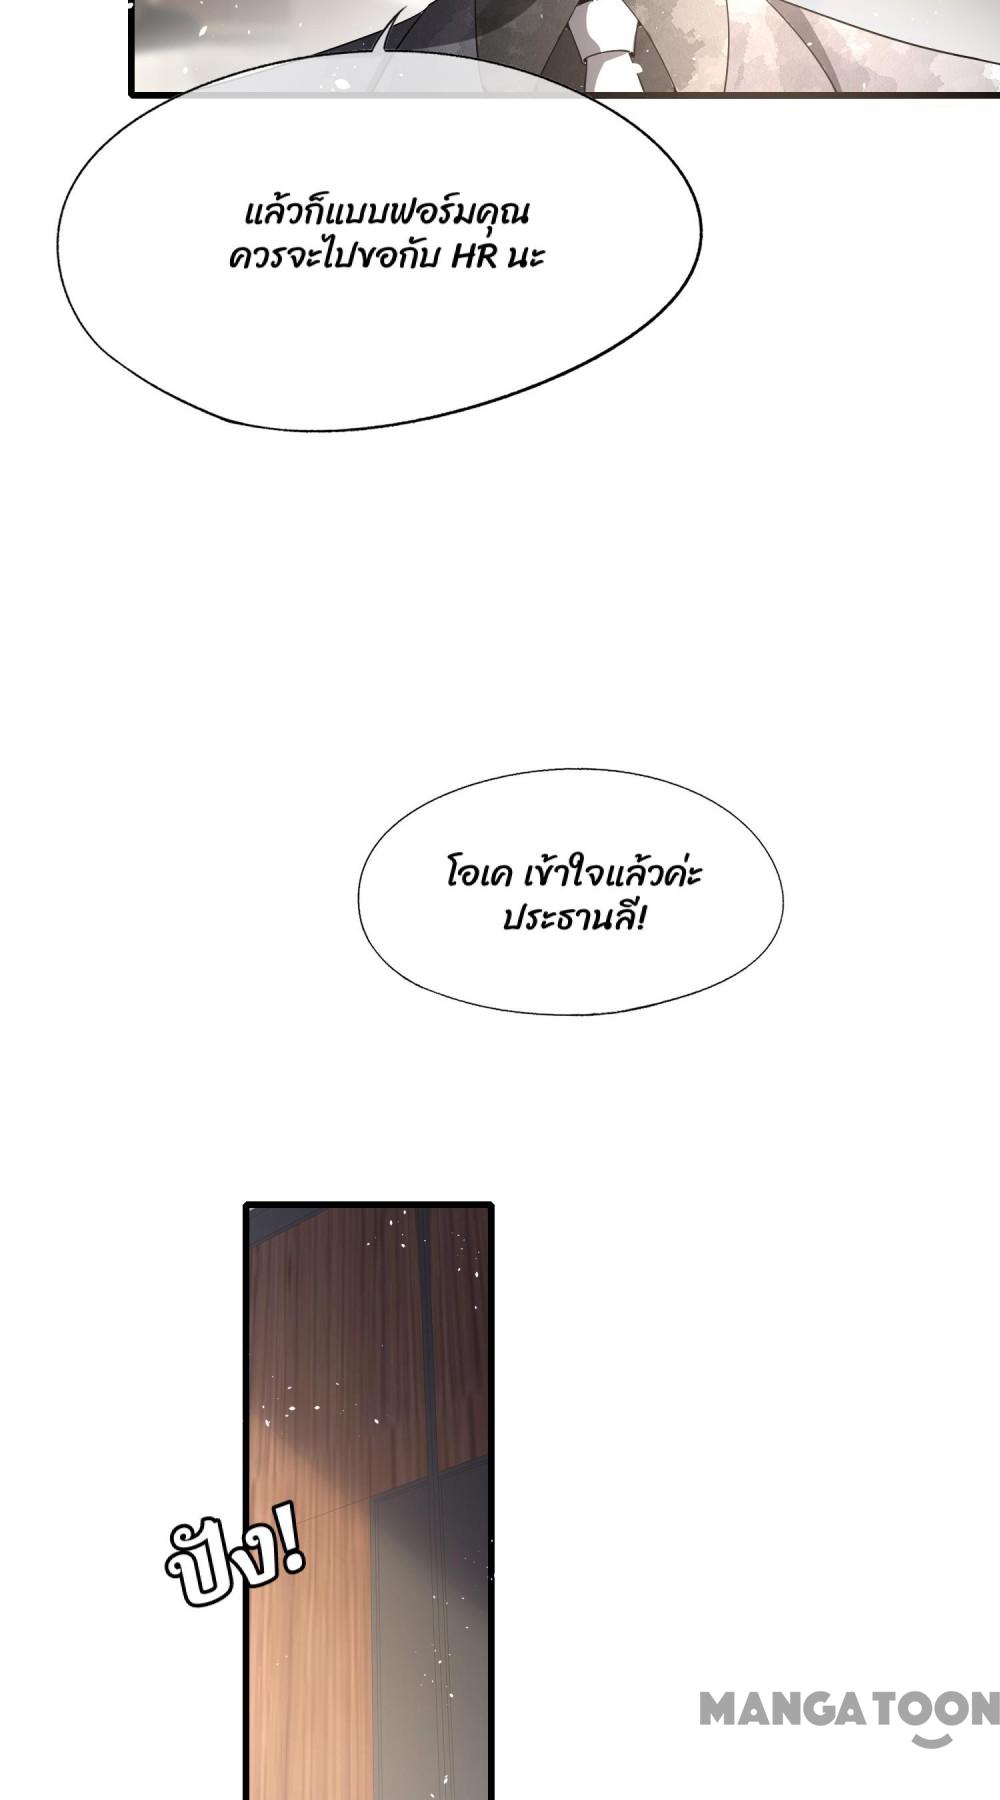 แล้วก็แบบฟอร์มคุณ
ควรจะไปขอกับ HR นะ
โอเค เข้าใจแล้วค่ะ
ประธานลี่!
ปัง!
MANGATOON